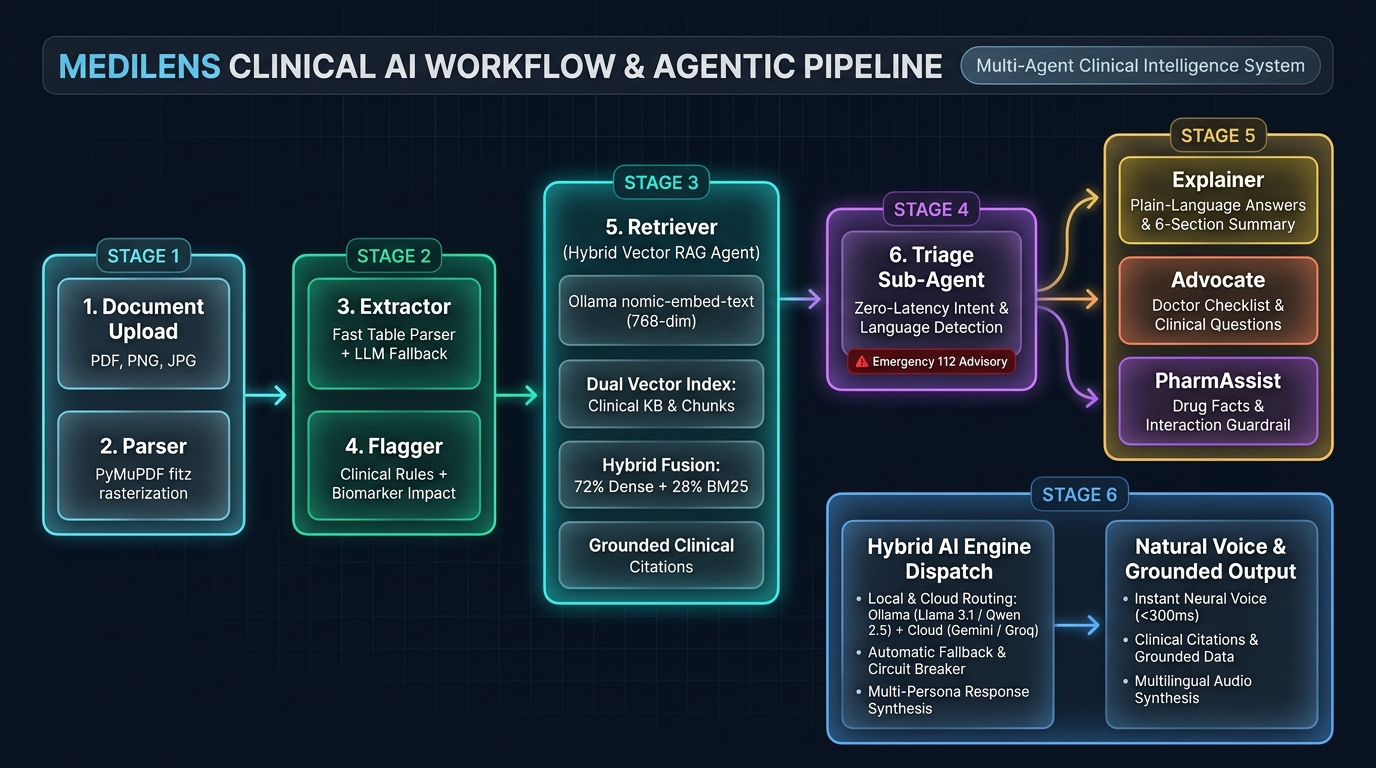 MEDILENS CLINICAL AI WORKFLOW & AGENTIC PIPELINE
Multi-Agent Clinical Intelligence System
STAGE 1
1. Document
Upload
PDF, PNG, JPG
2. Parser
PyMuPDF fitz
rasterization
STAGE 2
3. Extractor
Fast Table Parser
+ LLM Fallback
4. Flagger
Clinical Rules +
Biomarker Impact
STAGE 3
5. Retriever
(Hybrid Vector RAG Agent)
Ollama nomic-embed-text
(768-dim)
Dual Vector Index:
Clinical KB & Chunks
Hybrid Fusion:
72% Dense + 28% BM25
Grounded Clinical
Citations
STAGE 4
6. Triage
Sub-Agent
Zero-Latency Intent &
Language Detection
Emergency 112 Advisory
STAGE 5
Explainer
Plain-Language Answers
& 6-Section Summary
Advocate
Doctor Checklist &
Clinical Questions
PharmAssist
Drug Facts &
Interaction Guardrail
STAGE 6
Hybrid AI Engine
Dispatch
• Local & Cloud Routing:
Ollama (Llama 3.1 / Qwen
2.5) + Cloud (Gemini / Groq)
• Automatic Fallback &
Circuit Breaker
• Multi-Persona Response
Synthesis
Natural Voice &
Grounded Output
• Instant Neural Voice
(<300ms)
• Clinical Citations &
Grounded Data
• Multilingual Audio
Synthesis